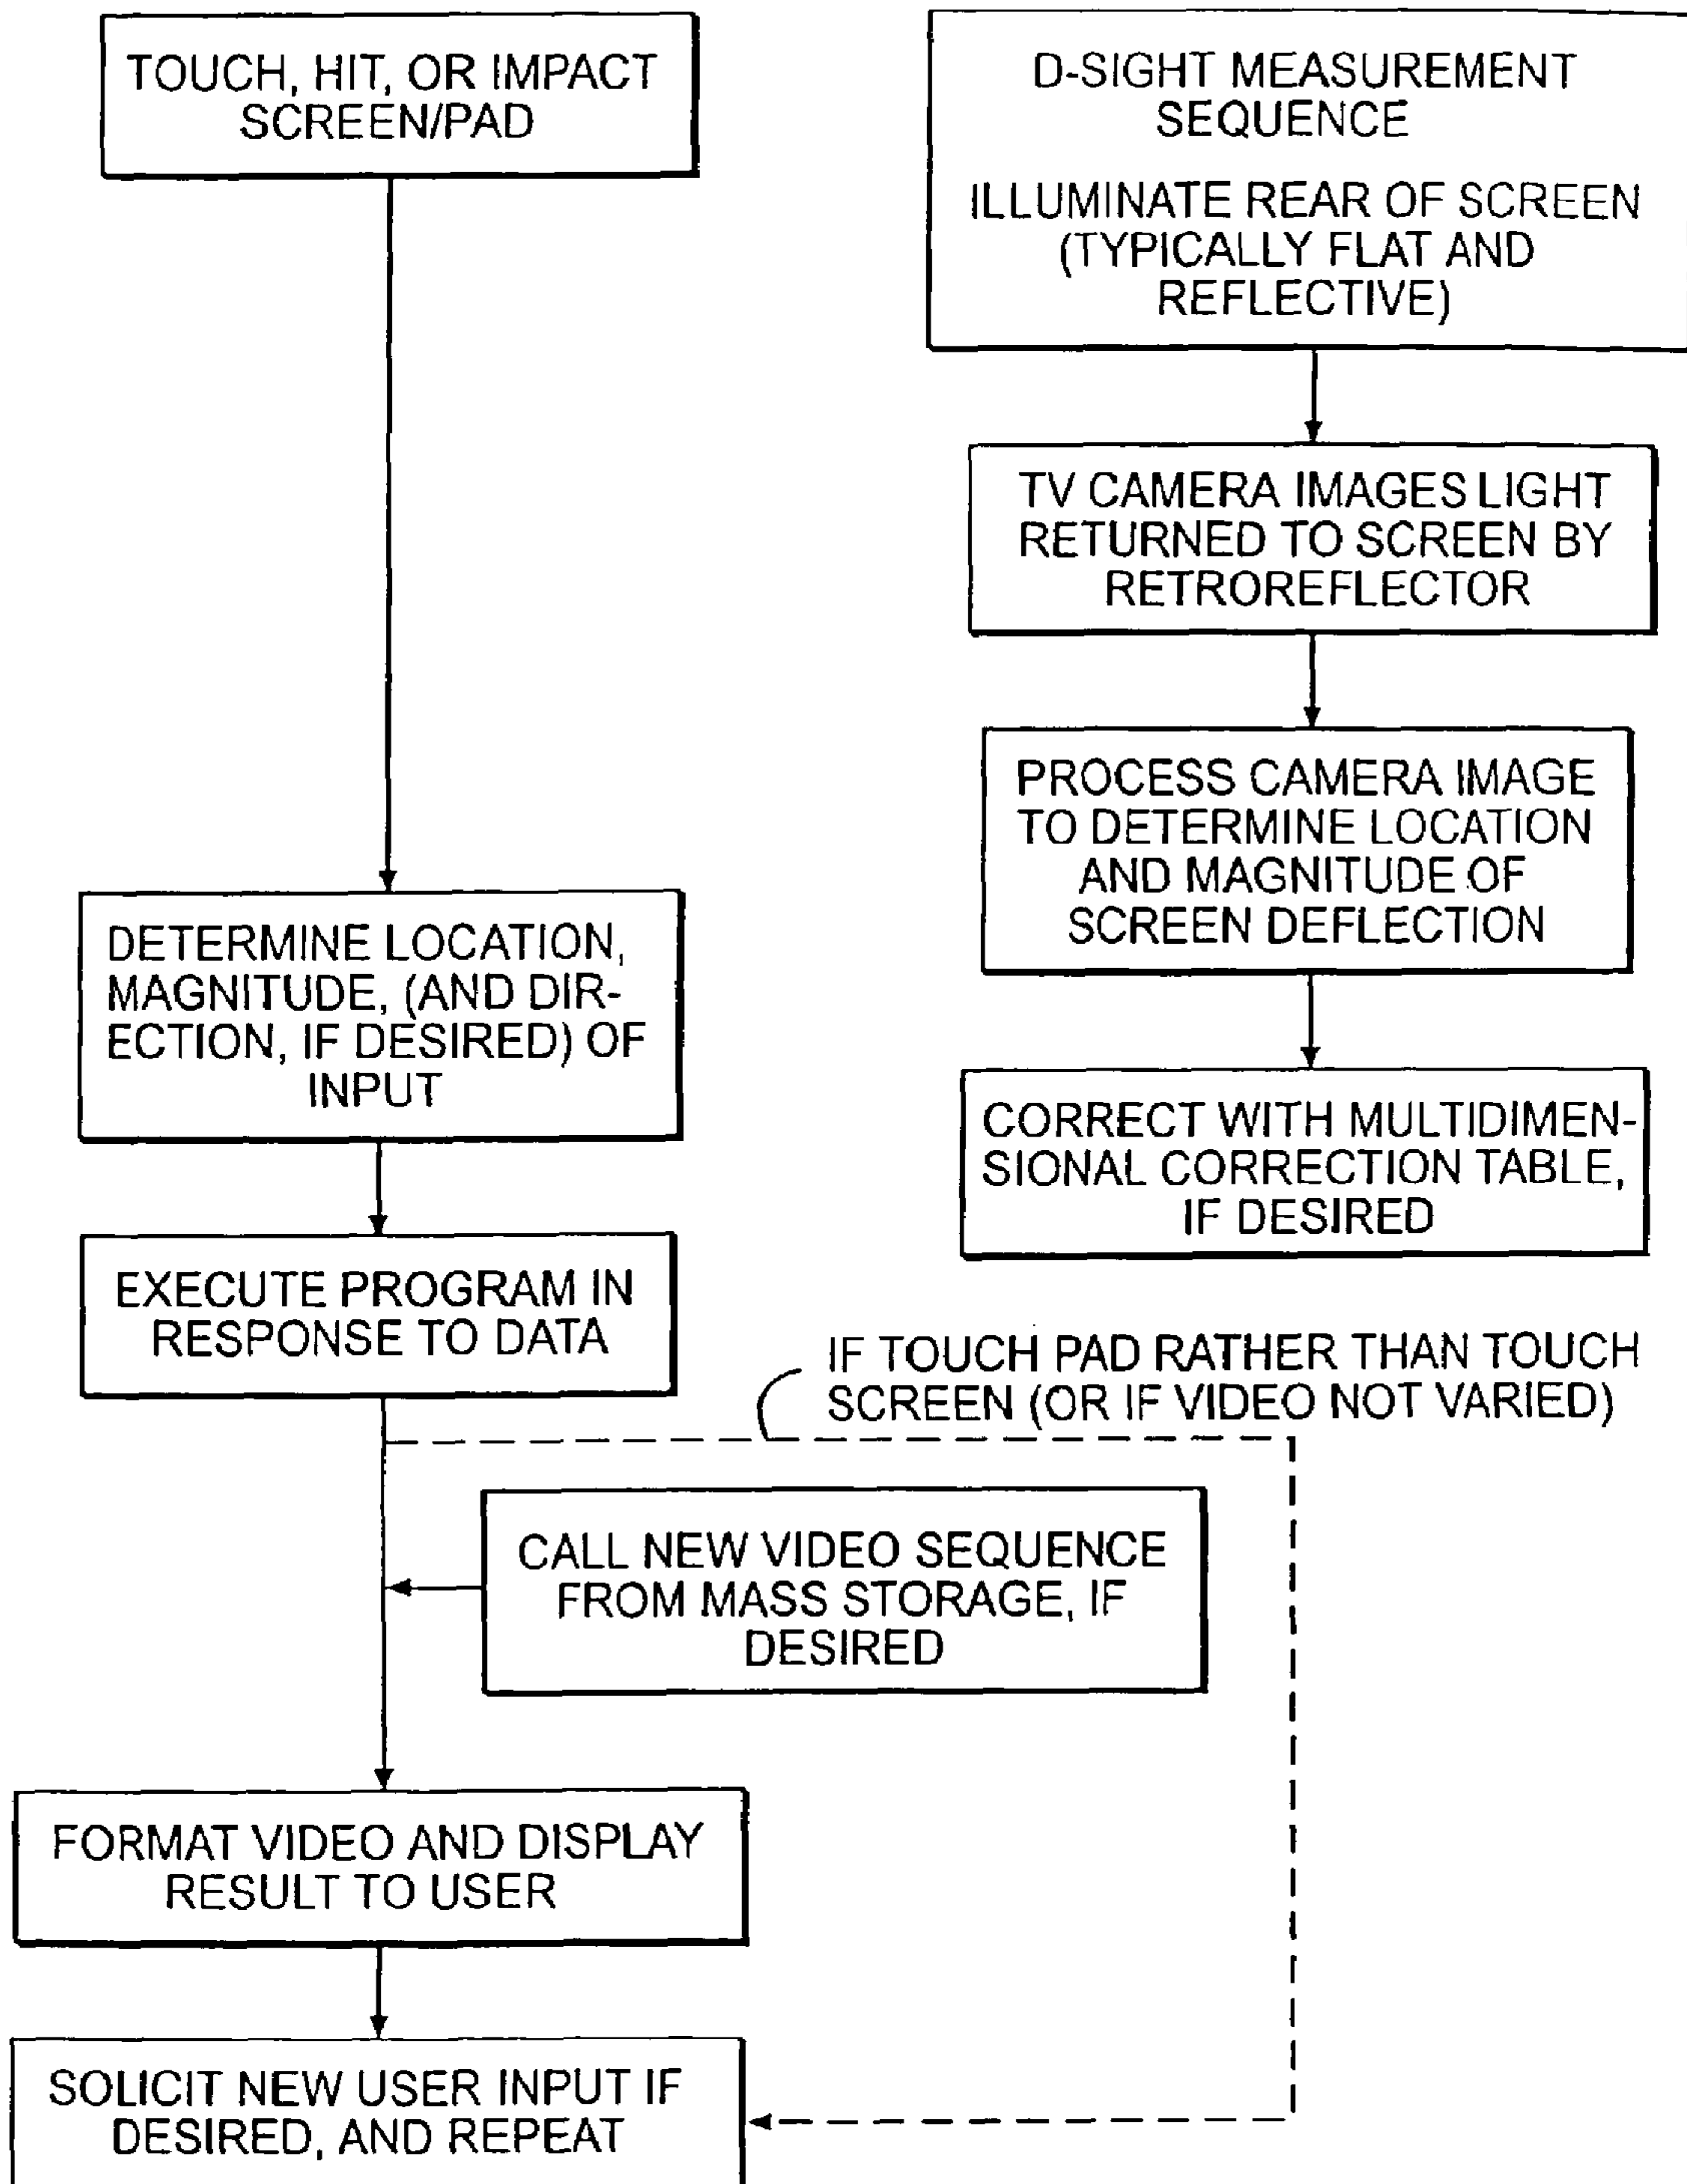 TOUCH, HIT, OR IMPACT
SCREEN/PAD
DETERMINE LOCATION,
MAGNITUDE, (AND DIR-
ECTION, IF DESIRED) OF
INPUT
EXECUTE PROGRAM IN
RESPONSE TO DATA
CALL NEW VIDEO SEQUENCE
FROM MASS STORAGE, IF
DESIRED
FORMAT VIDEO AND DISPLAY
RESULT TO USER
SOLICIT NEW USER INPUT IF
DESIRED, AND REPEAT
IF TOUCH PAD RATHER THAN TOUCH
SCREEN (OR IF VIDEO NOT VARIED)
D-SIGHT MEASUREMENT
SEQUENCE
ILLUMINATE REAR OF SCREEN
(TYPICALLY FLAT AND
REFLECTIVE)
TV CAMERA IMAGES LIGHT
RETURNED TO SCREEN BY
RETROREFLECTOR
PROCESS CAMERA IMAGE
TO DETERMINE LOCATION
AND MAGNITUDE OF
SCREEN DEFLECTION
CORRECT WITH MULTIDIMEN-
SIONAL CORRECTION TABLE,
IF DESIRED